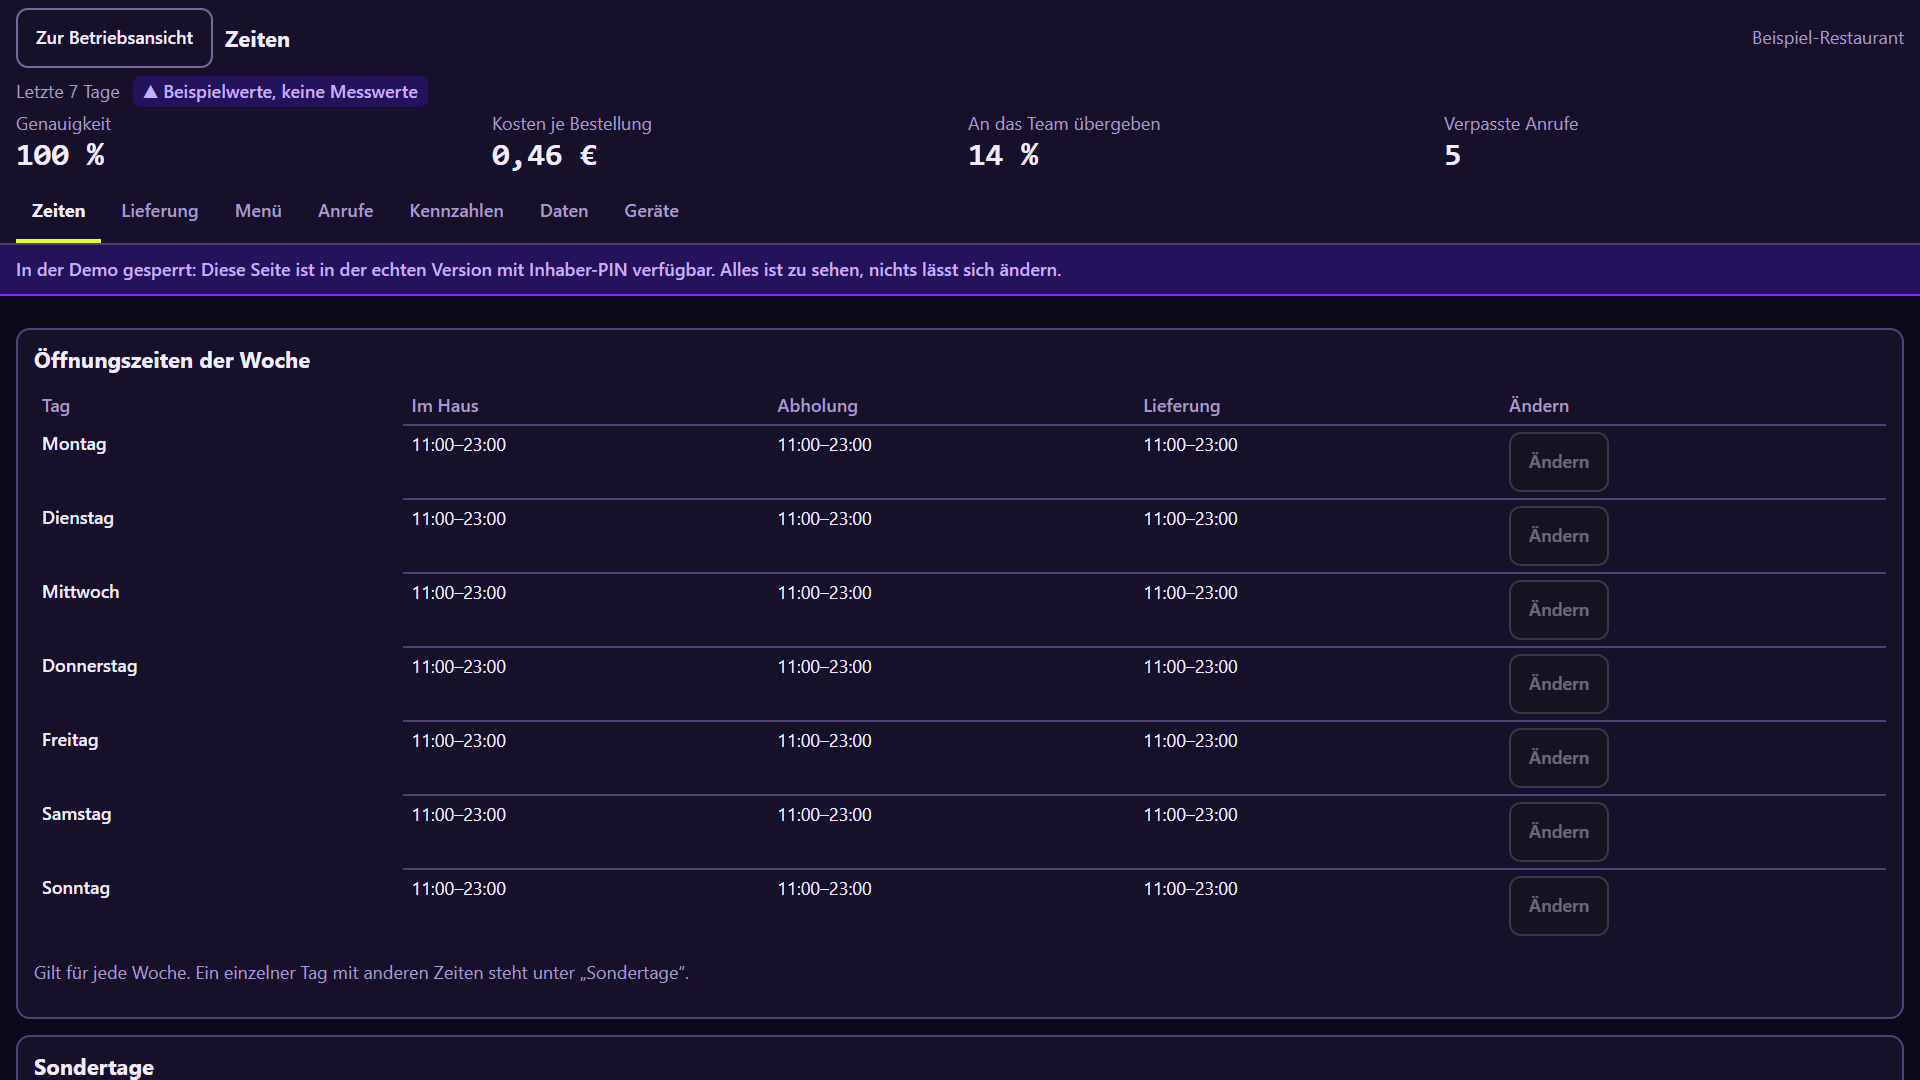 Zur Betriebsansicht Zeiten Beispiel-Restaurant
Letzte 7 Tage ▲ Beispielwerte, keine Messwerte
Genauigkeit Kosten je Bestellung An das Team übergeben Verpasste Anrufe
100 % 0,46 € 14 % 5
Zeiten Lieferung Menü Anrufe Kennzahlen Daten Geräte
In der Demo gesperrt: Diese Seite ist in der echten Version mit Inhaber-PIN verfügbar. Alles ist zu sehen, nichts lässt sich ändern.
Öffnungszeiten der Woche
Tag Im Haus Abholung Lieferung Ändern
Montag 11:00–23:00 11:00–23:00 11:00–23:00 Ändern
Dienstag 11:00–23:00 11:00–23:00 11:00–23:00 Ändern
Mittwoch 11:00–23:00 11:00–23:00 11:00–23:00 Ändern
Donnerstag 11:00–23:00 11:00–23:00 11:00–23:00 Ändern
Freitag 11:00–23:00 11:00–23:00 11:00–23:00 Ändern
Samstag 11:00–23:00 11:00–23:00 11:00–23:00 Ändern
Sonntag 11:00–23:00 11:00–23:00 11:00–23:00 Ändern
Gilt für jede Woche. Ein einzelner Tag mit anderen Zeiten steht unter „Sondertage“.
Sondertage